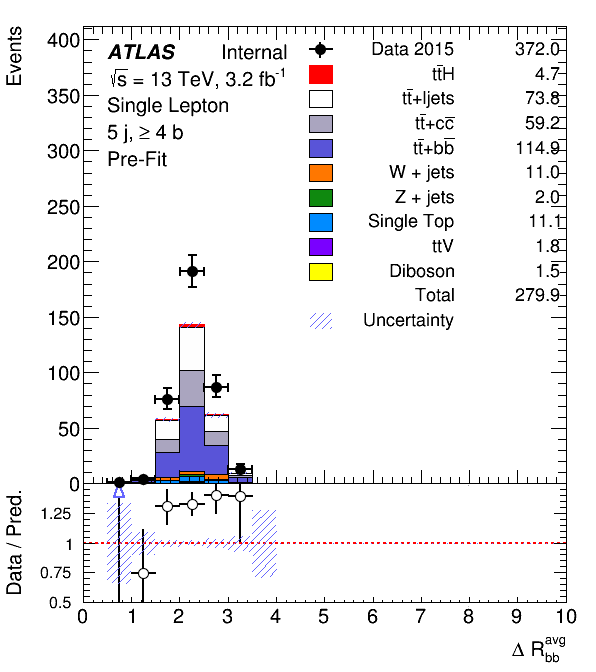 Events
400
350
300
250
200
150
100
50
0
ATLAS Internal
√s = 13 TeV, 3.2 fb⁻¹
Single Lepton
5 j, ≥ 4 b
Pre-Fit
Data 2015 372.0
tt̄H 4.7
tt̄+ljets 73.8
tt̄+cc̄ 59.2
tt̄+bb̄ 114.9
W + jets 11.0
Z + jets 2.0
Single Top 11.1
ttV 1.8
Diboson 1.5
Total 279.9
Uncertainty
Data / Pred.
1.25
1
0.75
0.5
0 1 2 3 4 5 6 7 8 9 10
Δ R_bb^avg